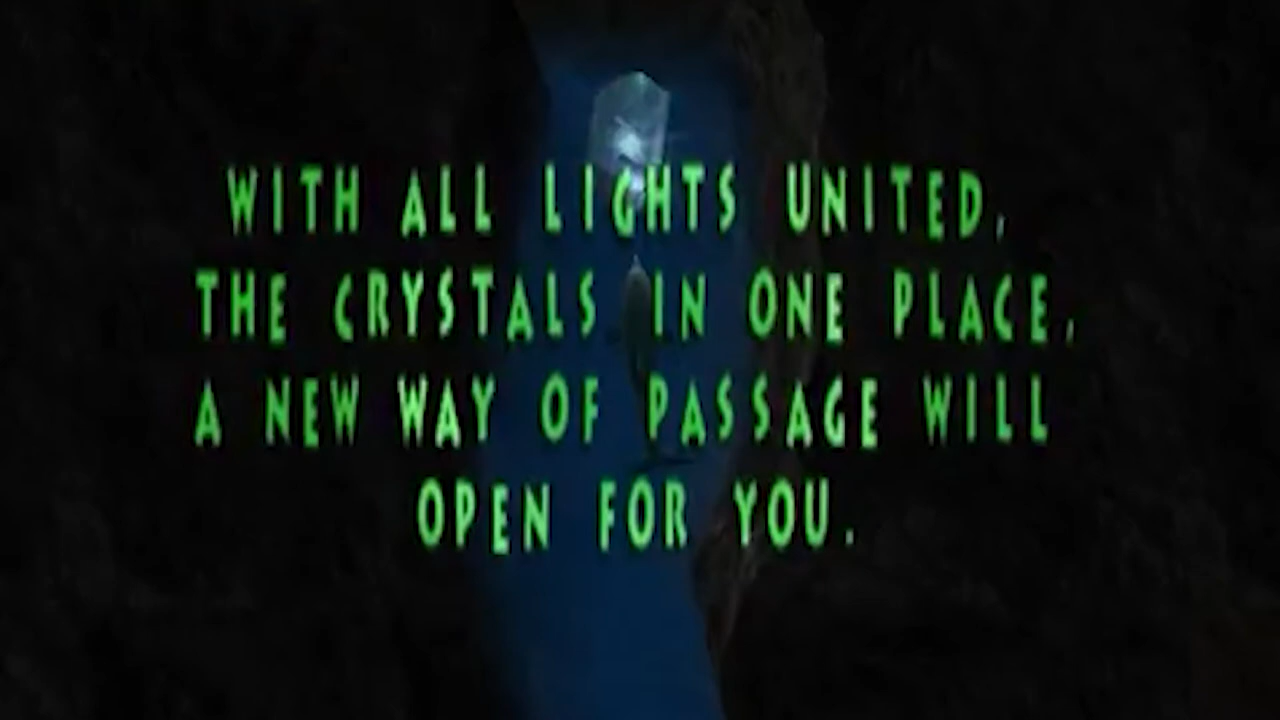 WITH ALL LIGHTS UNITED,
THE CRYSTALS IN ONE PLACE,
A NEW WAY OF PASSAGE WILL
OPEN FOR YOU.